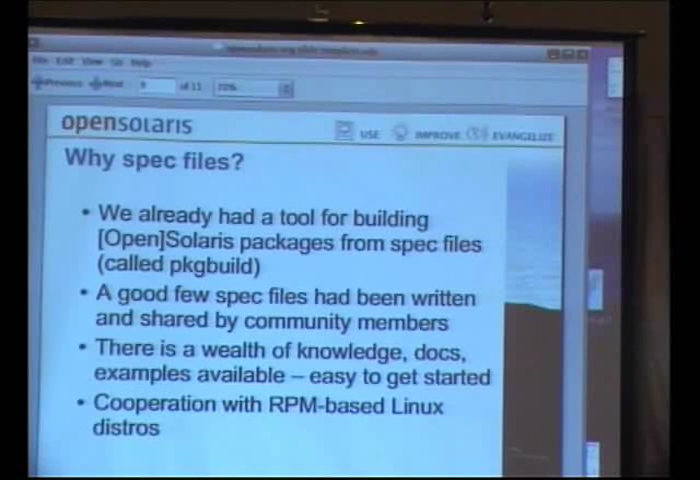 File Edit View Go Help
Previous Next of 11 70%
opensolaris
USE IMPROVE EVANGELIZE
Why spec files?
• We already had a tool for building
[Open]Solaris packages from spec files
(called pkgbuild)
• A good few spec files had been written
and shared by community members
• There is a wealth of knowledge, docs,
examples available – easy to get started
• Cooperation with RPM-based Linux
distros